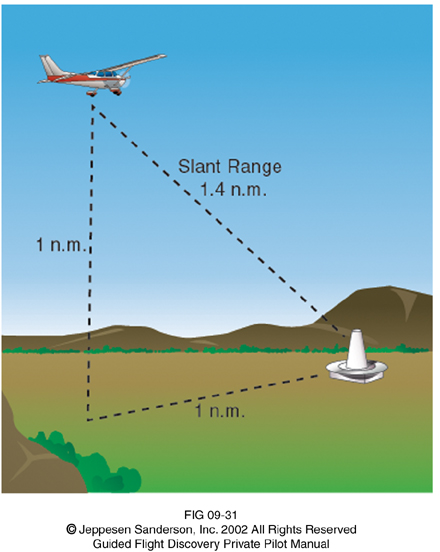 Slant Range
1.4 n.m.
1 n.m.
1 n.m.
FIG 09-31
© Jeppesen Sanderson, Inc. 2002 All Rights Reserved
Guided Flight Discovery Private Pilot Manual